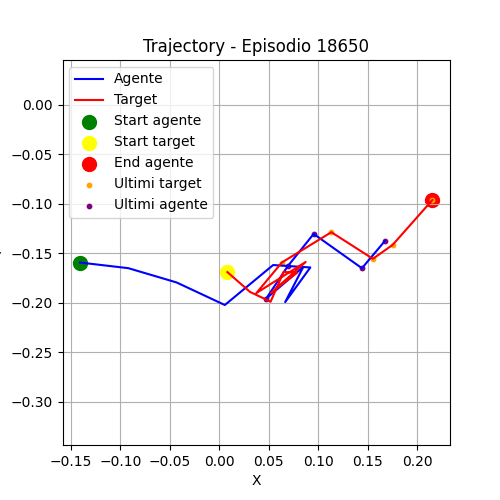 Trajectory - Episodio 18650
Agente
Target
Start agente
Start target
End agente
Ultimi target
Ultimi agente
0.00
−0.05
−0.10
−0.15
−0.20
−0.25
−0.30
−0.15 −0.10 −0.05 0.00 0.05 0.10 0.15 0.20
X